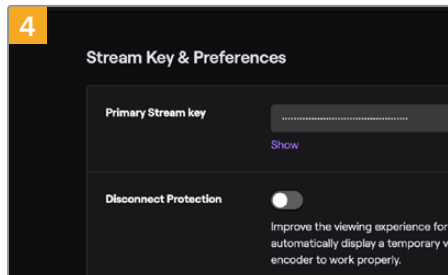 4
Stream Key & Preferences
Primary Stream key
Show
Disconnect Protection
Improve the viewing experience for
automatically display a temporary v
encoder to work properly.